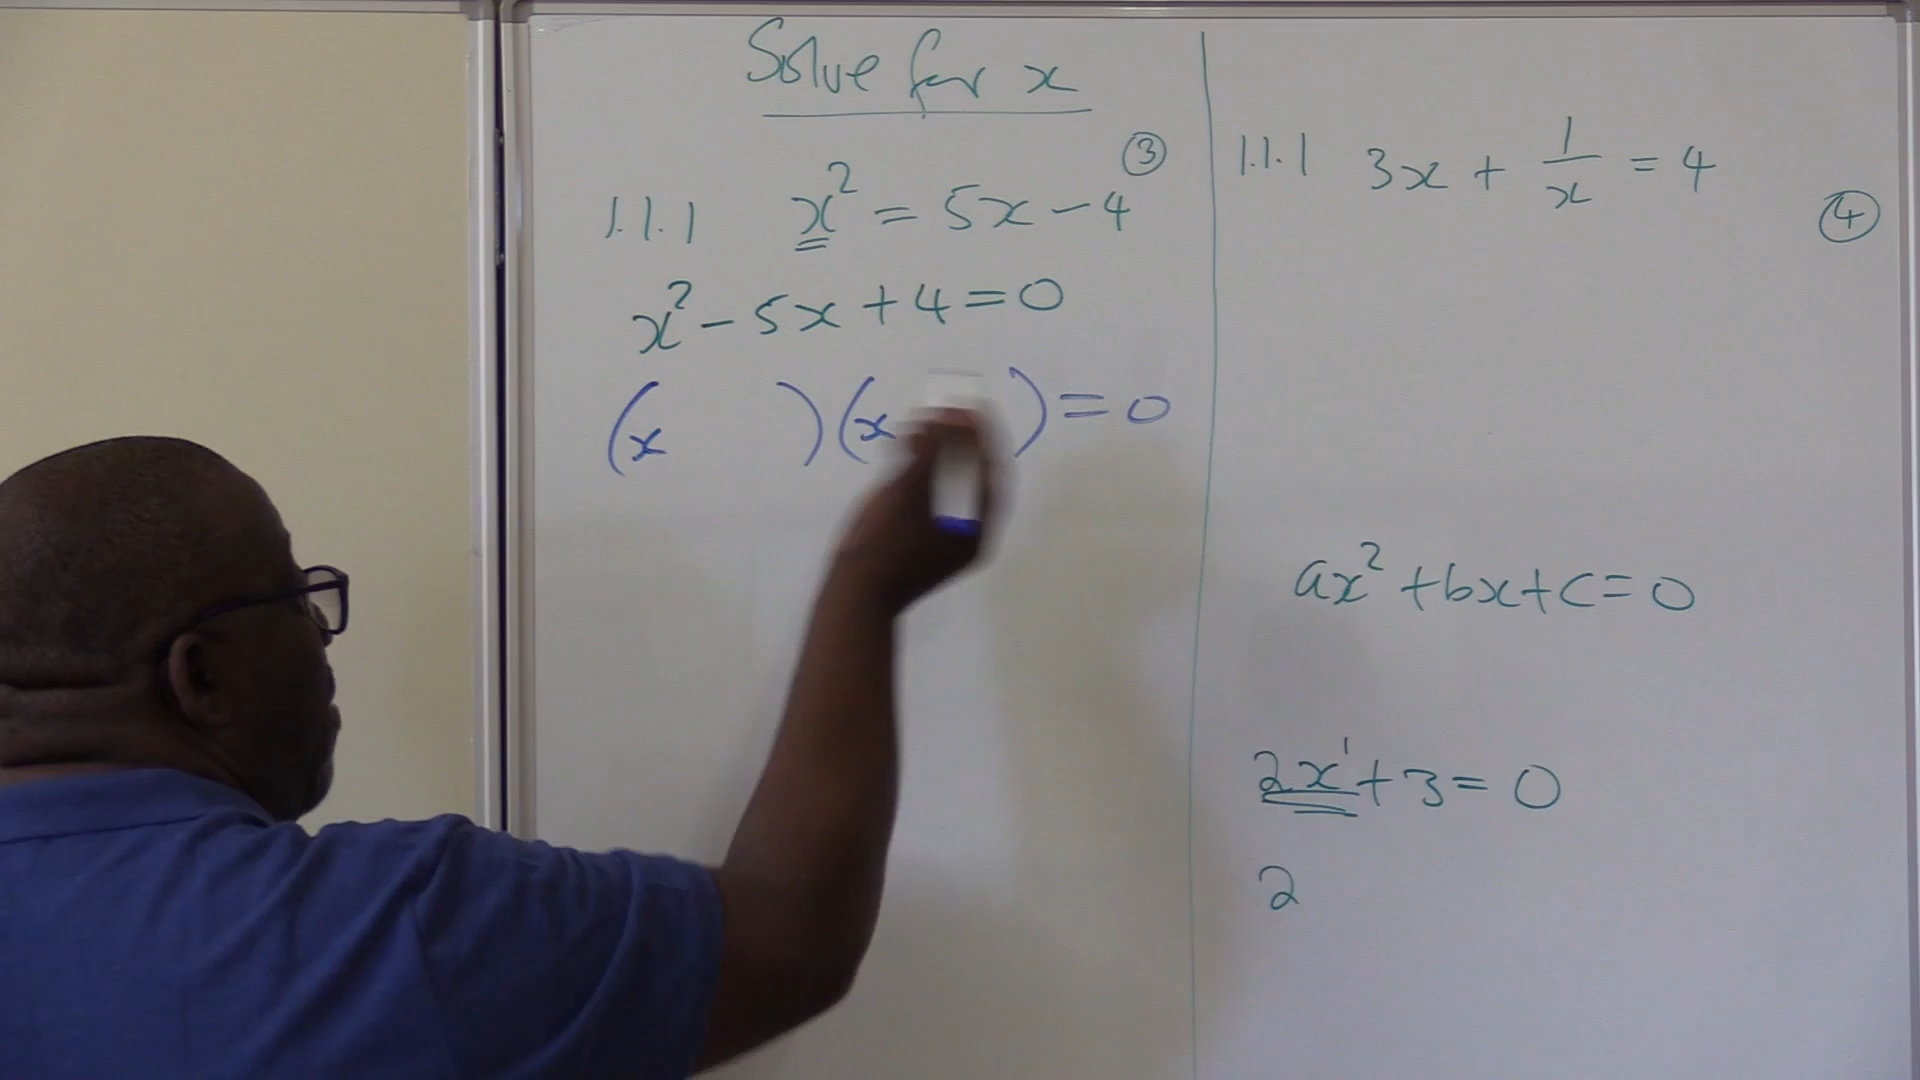 Solve for x
1.1.1 x² = 5x - 4 ③
x² - 5x + 4 = 0
(x )(x ) = 0
1.1.1 3x + 1/x = 4 ④
ax² + bx + c = 0
2x¹ + 3 = 0
2